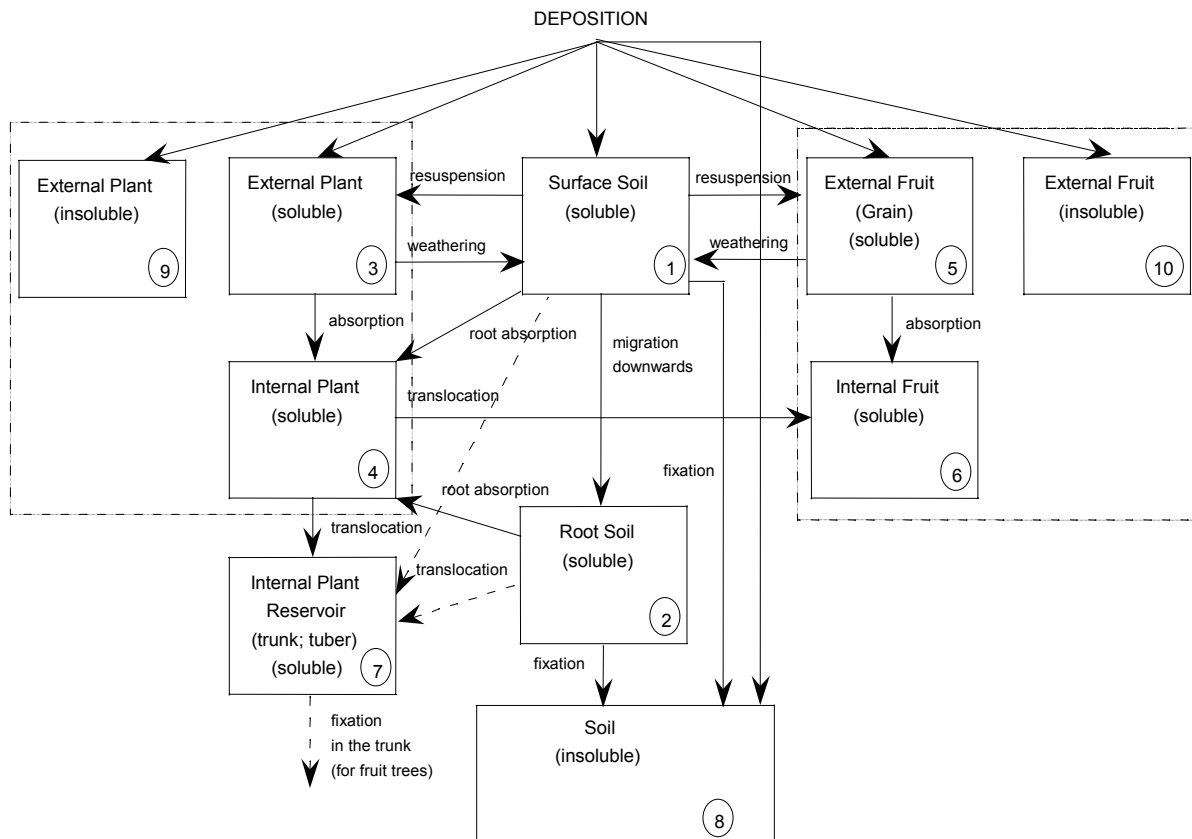 DEPOSITION
External Plant
(insoluble)
9
External Plant
(soluble)
3
resuspension
weathering
Surface Soil
(soluble)
1
resuspension
weathering
External Fruit
(Grain)
(soluble)
5
External Fruit
(insoluble)
10
absorption
root absorption
migration
downwards
absorption
Internal Plant
(soluble)
4
translocation
Internal Fruit
(soluble)
6
fixation
root absorption
translocation
Root Soil
(soluble)
2
translocation
Internal Plant
Reservoir
(trunk; tuber)
(soluble)
7
fixation
fixation
in the trunk
(for fruit trees)
Soil
(insoluble)
8